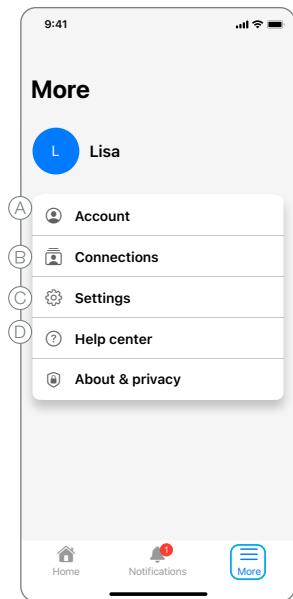 9:41
More
L Lisa
A Account
B Connections
C Settings
D Help center
About & privacy
1
Home Notifications More